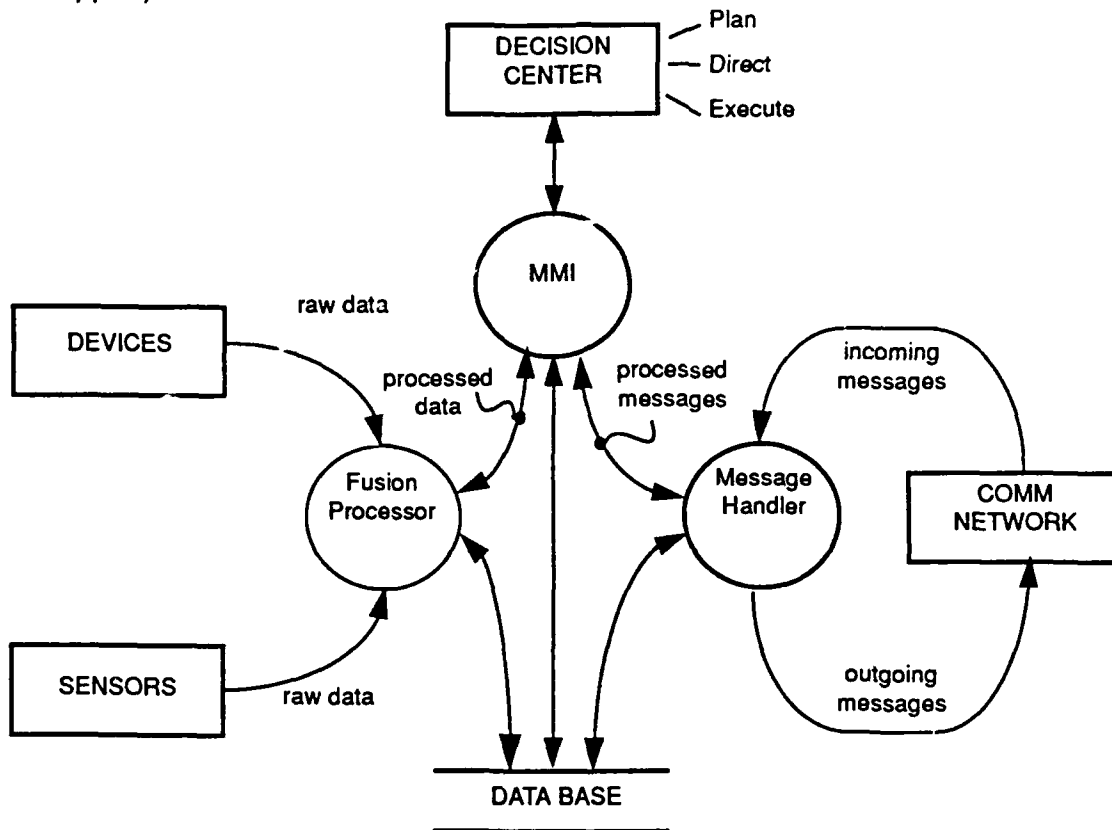 DECISION
CENTER
Plan
Direct
Execute
MMI
raw data
DEVICES
processed
data
processed
messages
incoming
messages
Fusion
Processor
Message
Handler
COMM
NETWORK
SENSORS
raw data
outgoing
messages
DATA BASE